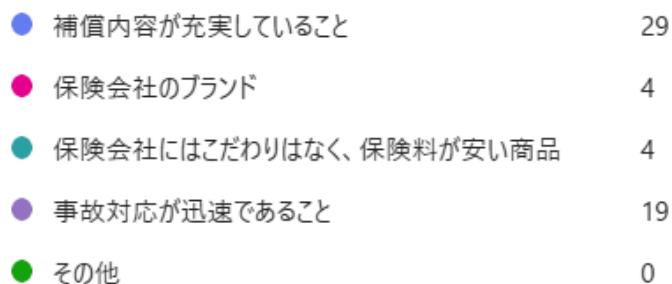 補償内容が充実していること 29
保険会社のブランド 4
保険会社にはこだわりはなく、保険料が安い商品 4
事故対応が迅速であること 19
その他 0